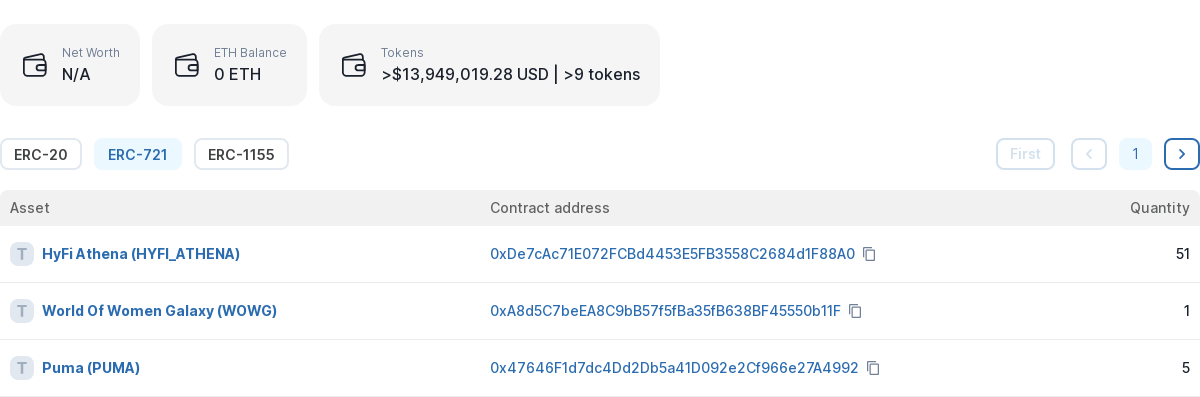 Net Worth
N/A
ETH Balance
0 ETH
Tokens
>$13,949,019.28 USD | >9 tokens
ERC-20 ERC-721 ERC-1155 First 1
Asset Contract address Quantity
T HyFi Athena (HYFI_ATHENA) 0xDe7cAc71E072FCBd4453E5FB3558C2684d1F88A0 51
T World Of Women Galaxy (WOWG) 0xA8d5C7beEA8C9bB57f5fBa35fB638BF45550b11F 1
T Puma (PUMA) 0x47646F1d7dc4Dd2Db5a41D092e2Cf966e27A4992 5